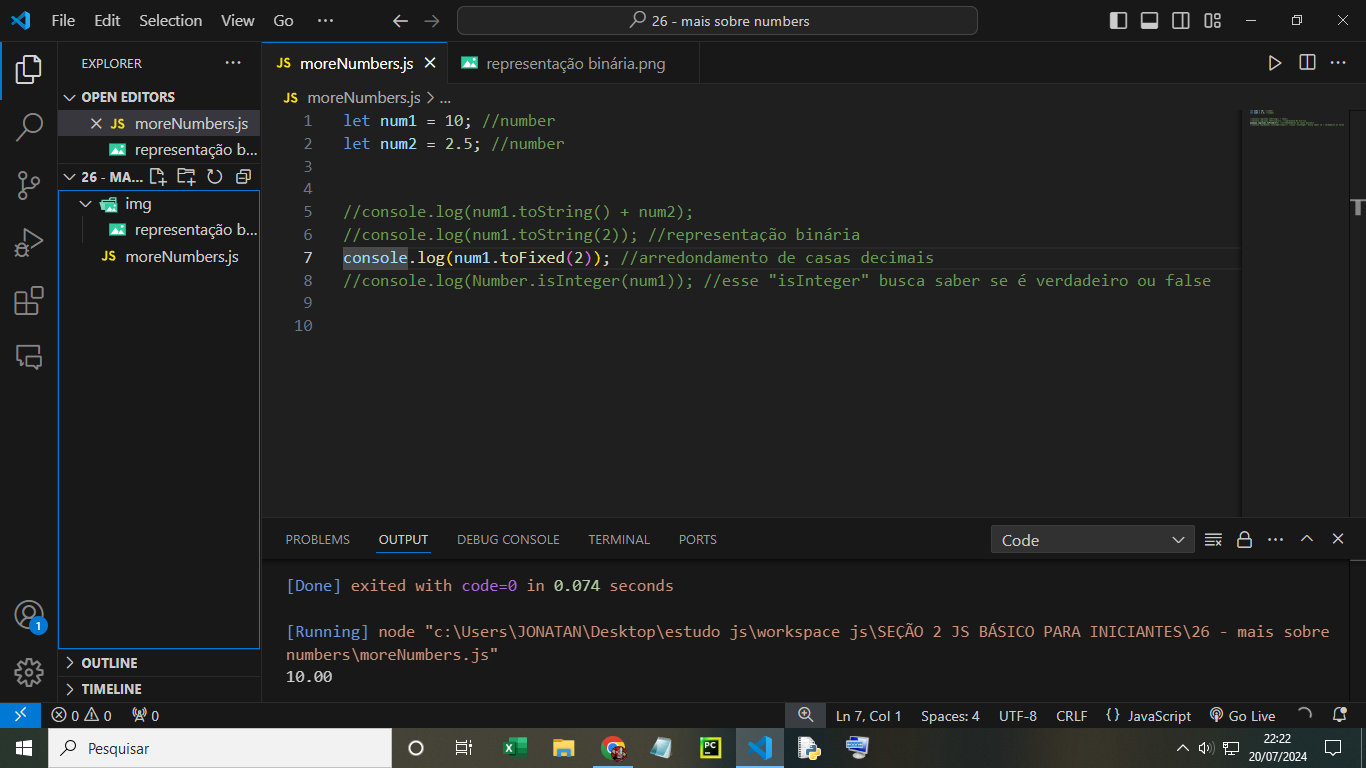 File Edit Selection View Go ···
26 - mais sobre numbers
EXPLORER
OPEN EDITORS
JS moreNumbers.js
representação b...
26 - MA...
img
representação b...
JS moreNumbers.js
OUTLINE
TIMELINE
JS moreNumbers.js
representação binária.png
JS moreNumbers.js > ...
1 let num1 = 10; //number
2 let num2 = 2.5; //number
3
4
5 //console.log(num1.toString() + num2);
6 //console.log(num1.toString(2)); //representação binária
7 console.log(num1.toFixed(2)); //arredondamento de casas decimais
8 //console.log(Number.isInteger(num1)); //esse "isInteger" busca saber se é verdadeiro ou false
9
10
PROBLEMS OUTPUT DEBUG CONSOLE TERMINAL PORTS
Code
[Done] exited with code=0 in 0.074 seconds
[Running] node "c:\Users\JONATAN\Desktop\estudo js\workspace js\SEÇÃO 2 JS BÁSICO PARA INICIANTES\26 - mais sobre
numbers\moreNumbers.js"
10.00
1
0 0 0
Ln 7, Col 1 Spaces: 4 UTF-8 CRLF {} JavaScript Go Live
Pesquisar
22:22
20/07/2024